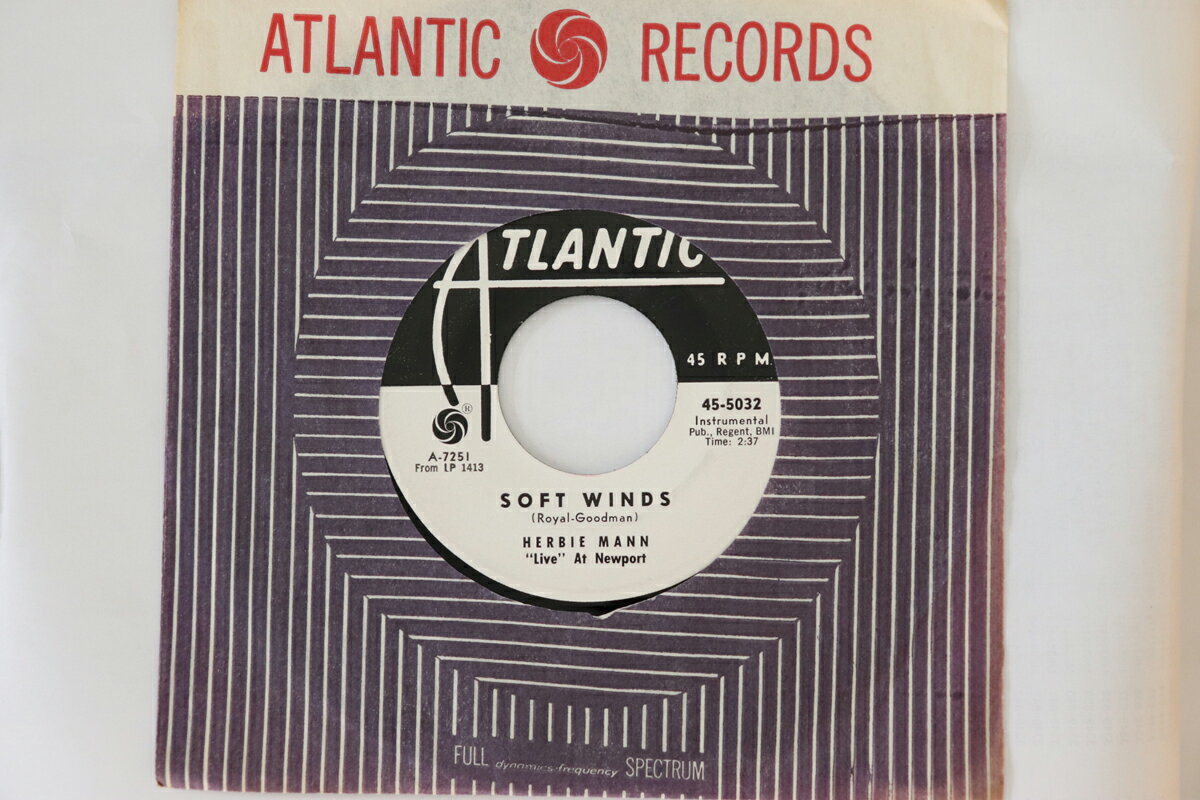 ATLANTIC RECORDS
ATLANTIC
45 RPM
45-5032
Instrumental
Pub., Regent, BMI
Time: 2:37
®
A-7251
From LP 1413
SOFT WINDS
(Royal-Goodman)
HERBIE MANN
"Live" At Newport
FULL dynamics-frequency SPECTRUM